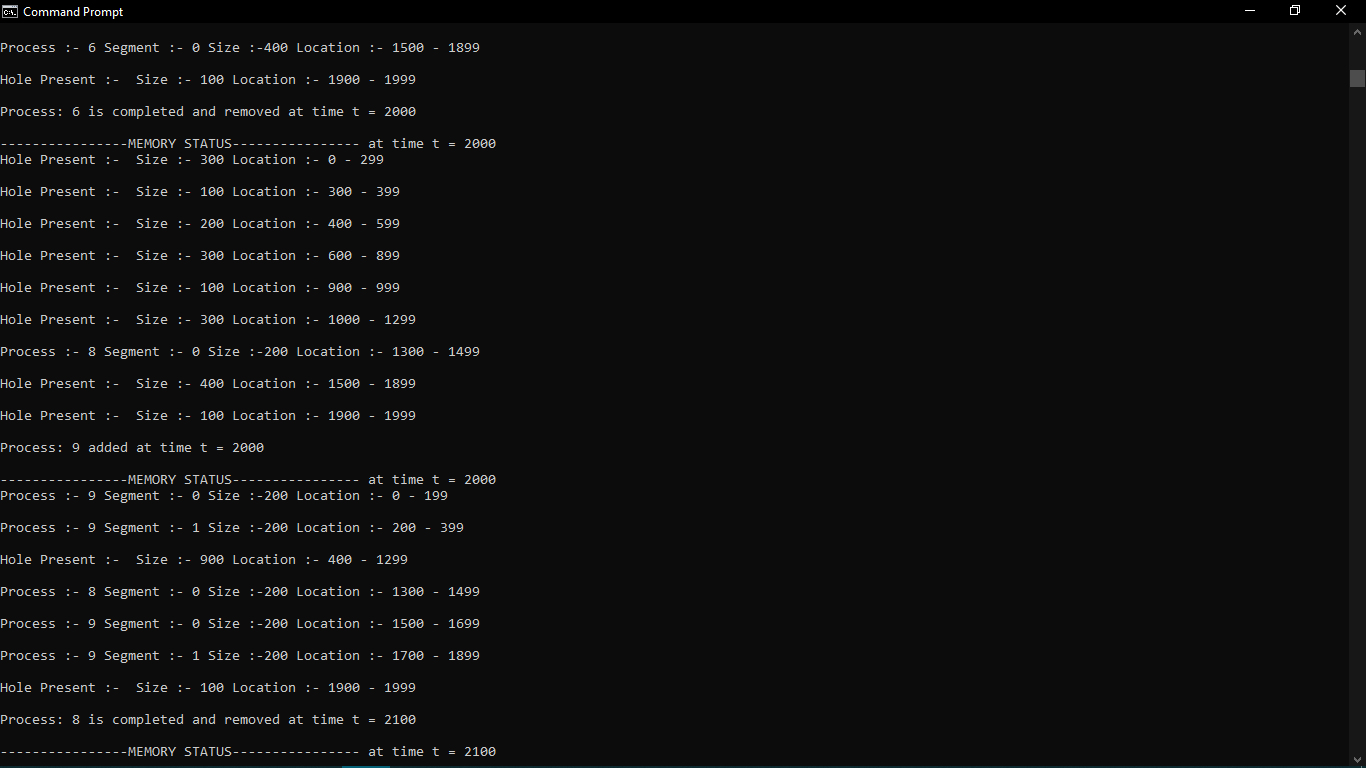 Command Prompt
Process :- 6 Segment :- 0 Size :-400 Location :- 1500 - 1899
Hole Present :-  Size :- 100 Location :- 1900 - 1999
Process: 6 is completed and removed at time t = 2000
----------------MEMORY STATUS---------------- at time t = 2000
Hole Present :-  Size :- 300 Location :- 0 - 299
Hole Present :-  Size :- 100 Location :- 300 - 399
Hole Present :-  Size :- 200 Location :- 400 - 599
Hole Present :-  Size :- 300 Location :- 600 - 899
Hole Present :-  Size :- 100 Location :- 900 - 999
Hole Present :-  Size :- 300 Location :- 1000 - 1299
Process :- 8 Segment :- 0 Size :-200 Location :- 1300 - 1499
Hole Present :-  Size :- 400 Location :- 1500 - 1899
Hole Present :-  Size :- 100 Location :- 1900 - 1999
Process: 9 added at time t = 2000
----------------MEMORY STATUS---------------- at time t = 2000
Process :- 9 Segment :- 0 Size :-200 Location :- 0 - 199
Process :- 9 Segment :- 1 Size :-200 Location :- 200 - 399
Hole Present :-  Size :- 900 Location :- 400 - 1299
Process :- 8 Segment :- 0 Size :-200 Location :- 1300 - 1499
Process :- 9 Segment :- 0 Size :-200 Location :- 1500 - 1699
Process :- 9 Segment :- 1 Size :-200 Location :- 1700 - 1899
Hole Present :-  Size :- 100 Location :- 1900 - 1999
Process: 8 is completed and removed at time t = 2100
----------------MEMORY STATUS---------------- at time t = 2100